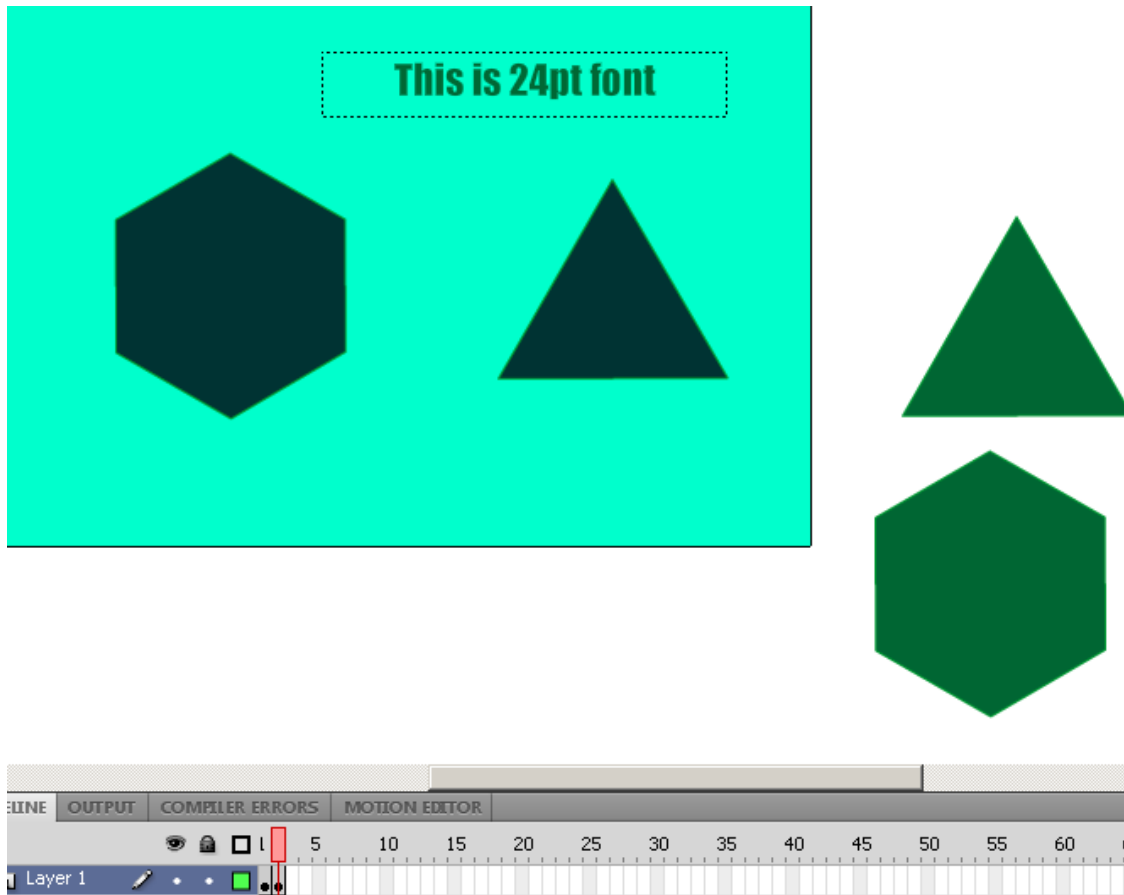 This is 24pt font
OUTPUT COMPILER ERRORS MOTION EDITOR
5 10 15 20 25 30 35 40 45 50 55 60
Layer 1